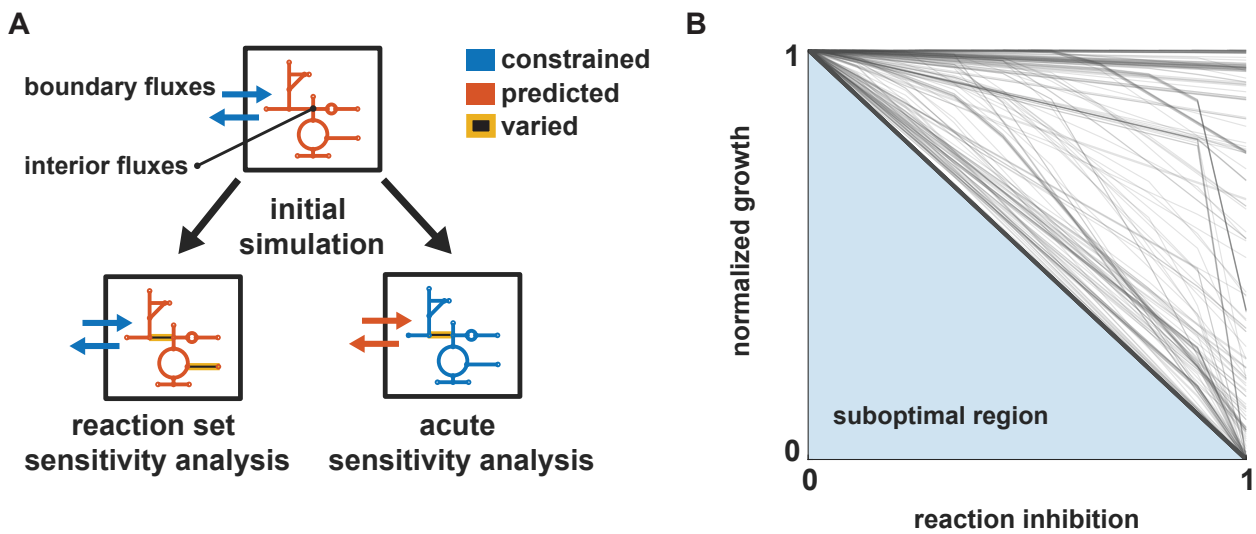 A
boundary fluxes
interior fluxes
constrained
predicted
varied
initial
simulation
reaction set
sensitivity analysis
acute
sensitivity analysis
B
1
normalized growth
suboptimal region
0
0
1
reaction inhibition